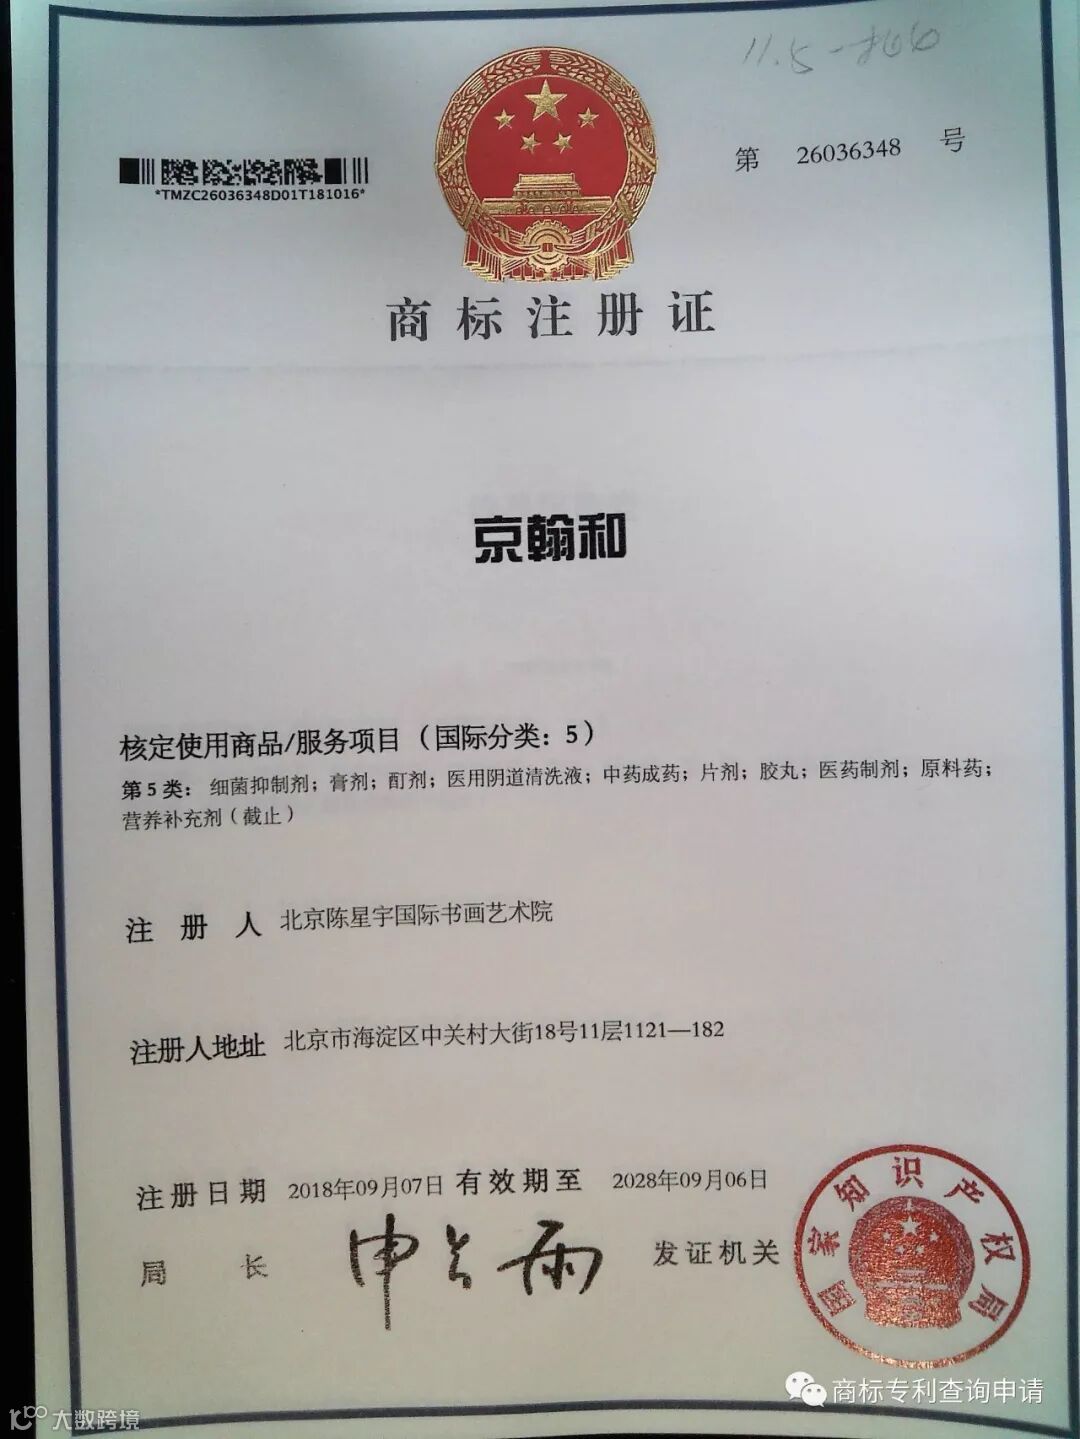 *TMZC26036348D01T181016*
第 26036348 号
商标注册证
京翰和
核定使用商品/服务项目（国际分类：5）
第5类：细菌抑制剂；膏剂；酊剂；医用阴道清洗液；中药成药；片剂；胶丸；医药制剂；原料药；
营养补充剂（截止）
注册人 北京陈星宇国际书画艺术院
注册人地址 北京市海淀区中关村大街18号11层1121—182
注册日期 2018年09月07日 有效期至 2028年09月06日
局长 申长雨 发证机关
国家知识产权局
商标专利查询申请
大数跨境